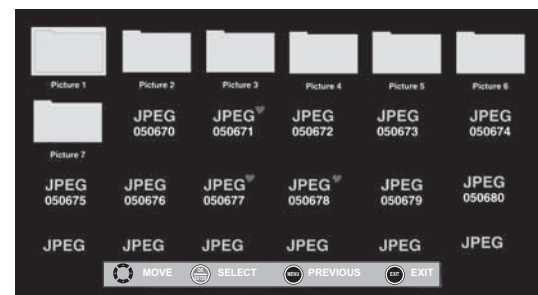 Picture 1 Picture 2 Picture 3 Picture 4 Picture 5 Picture 6
JPEG JPEG JPEG JPEG JPEG
050670 050671 050672 050673 050674
Picture 7
JPEG JPEG JPEG JPEG JPEG JPEG
050675 050676 050677 050678 050679 050680
JPEG JPEG JPEG JPEG JPEG JPEG
MOVE OK ENTER SELECT MENU PREVIOUS EXIT EXIT